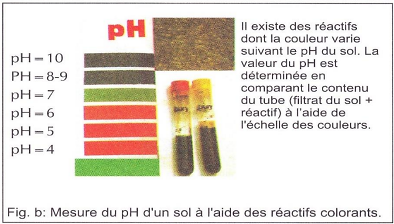 pH
Il existe des réactifs
dont la couleur varie
suivant le pH du sol. La
valeur du pH est
déterminée en
comparant le contenu
du tube (filtrat du sol +
réactif) à l'aide de
l'échelle des couleurs.
pH = 10
PH = 8-9
pH = 7
pH = 6
pH = 5
pH = 4
Fig. b: Mesure du pH d'un sol à l'aide des réactifs colorants.